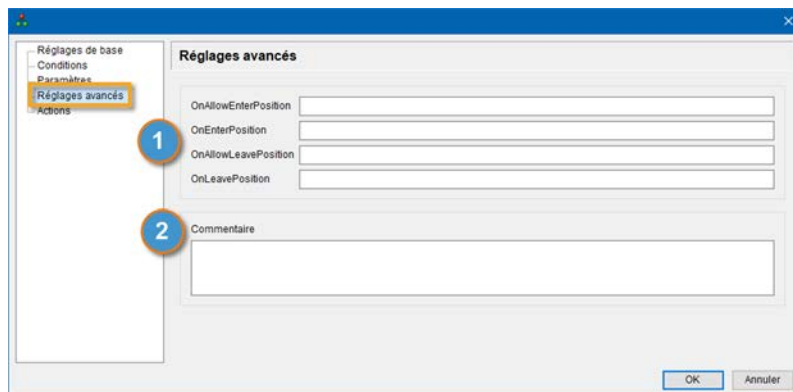 Réglages de base
Conditions
Paramètres
Réglages avancés
Actions
Réglages avancés
1
OnAllowEnterPosition
OnEnterPosition
OnAllowLeavePosition
OnLeavePosition
2
Commentaire
OK
Annuler